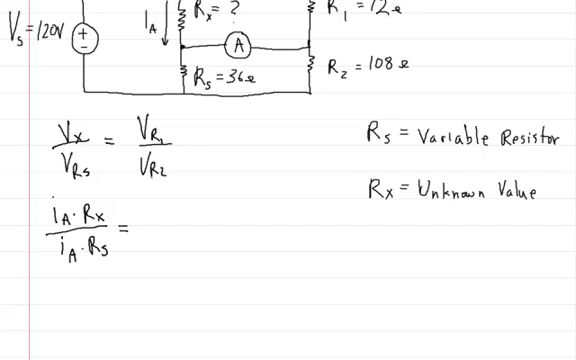 Rx = ?
R1 = 72Ω
IA
Vs = 120V
A
Rs = 36Ω
R2 = 108Ω
Vx / VRs = VR1 / VR2
Rs = Variable Resistor
Rx = Unknown Value
iA · Rx / iA · Rs =